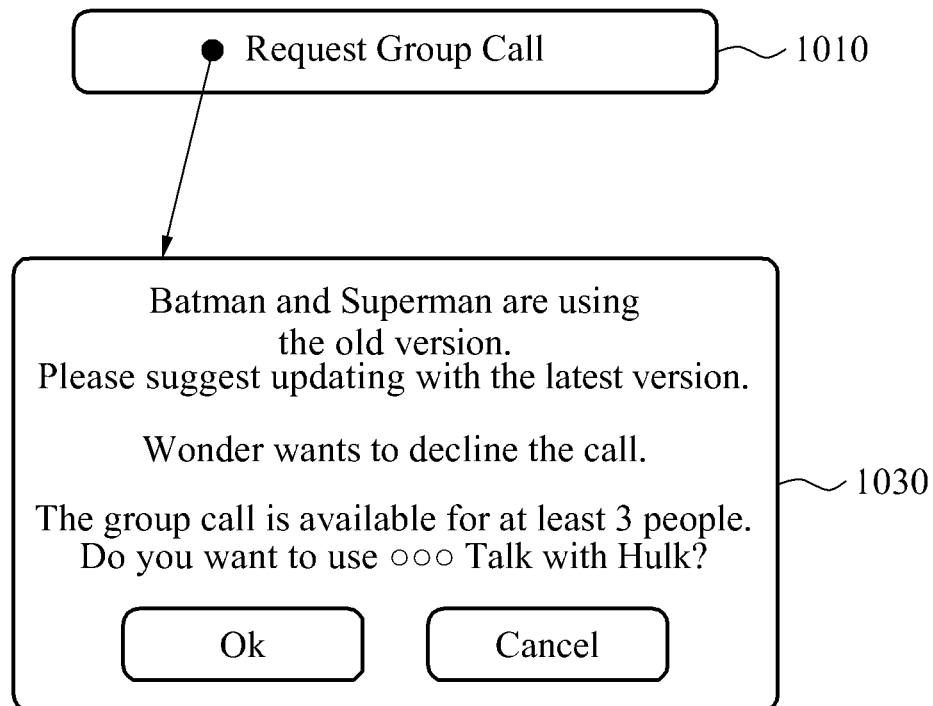 Request Group Call
1010
Batman and Superman are using
the old version.
Please suggest updating with the latest version.
Wonder wants to decline the call.
1030
The group call is available for at least 3 people.
Do you want to use ○○○ Talk with Hulk?
Ok
Cancel